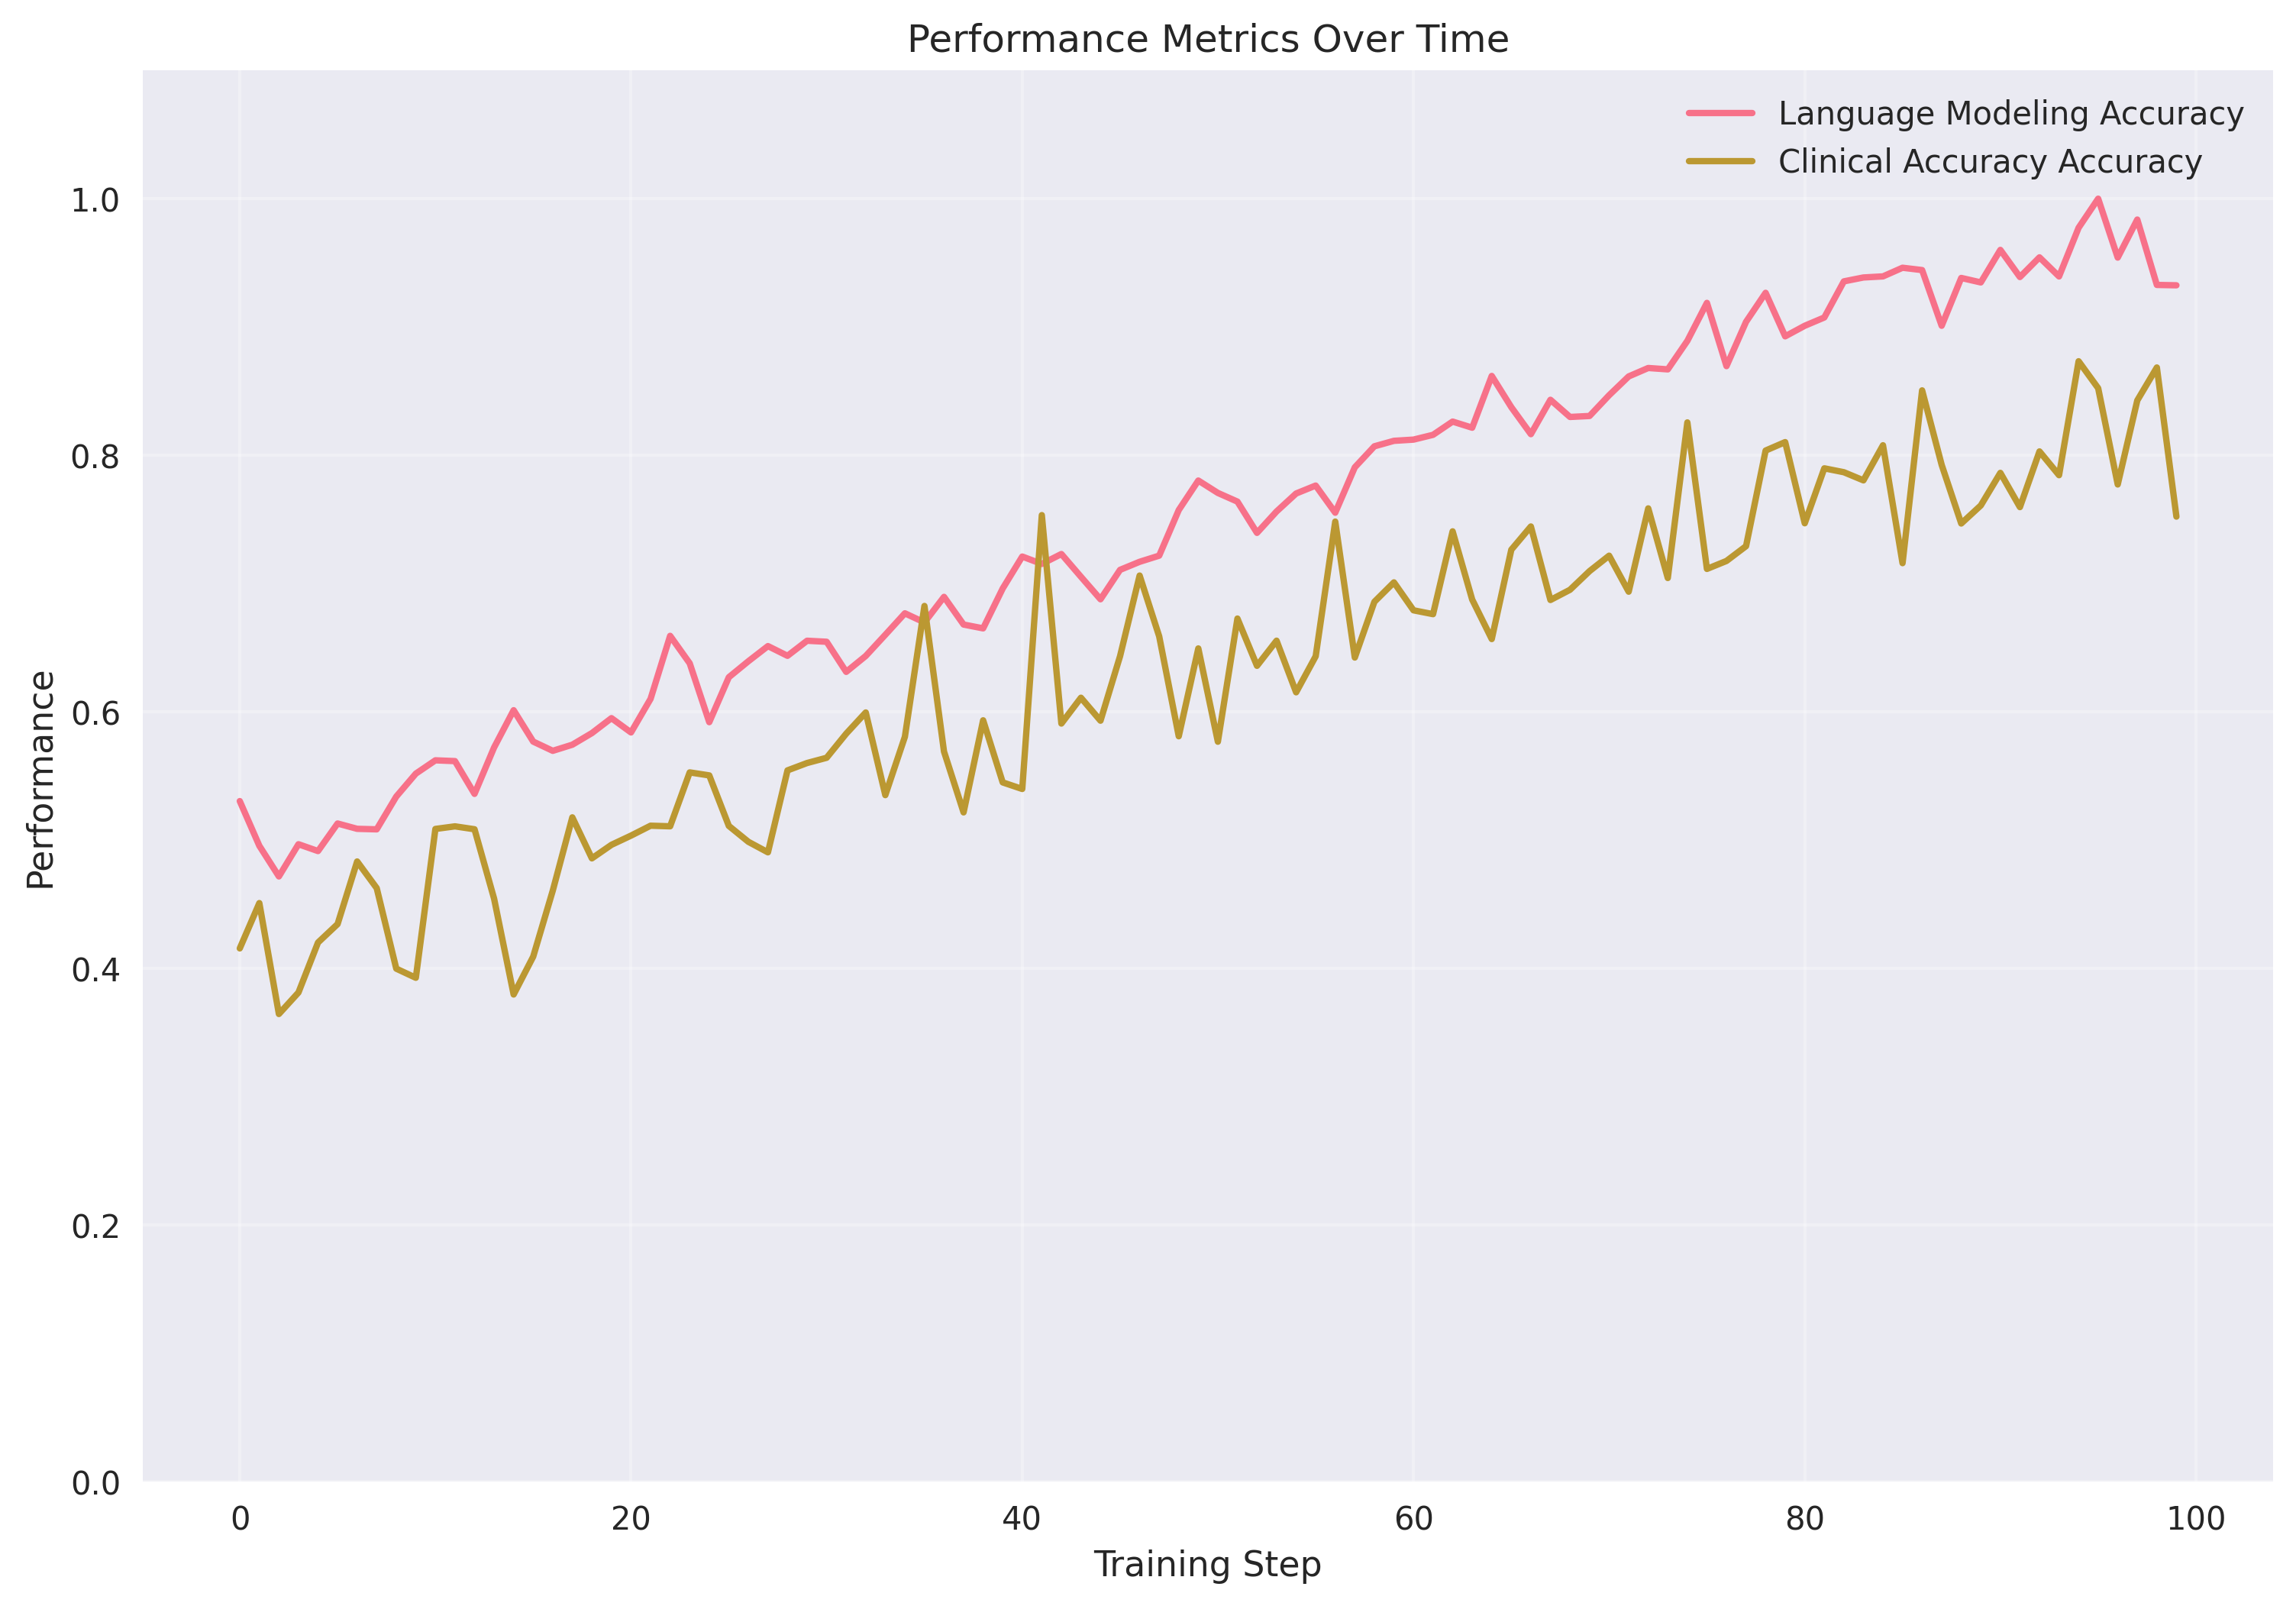 Performance Metrics Over Time
Language Modeling Accuracy
Clinical Accuracy Accuracy
1.0
0.8
0.6
0.4
0.2
0.0
Performance
0 20 40 60 80 100
Training Step